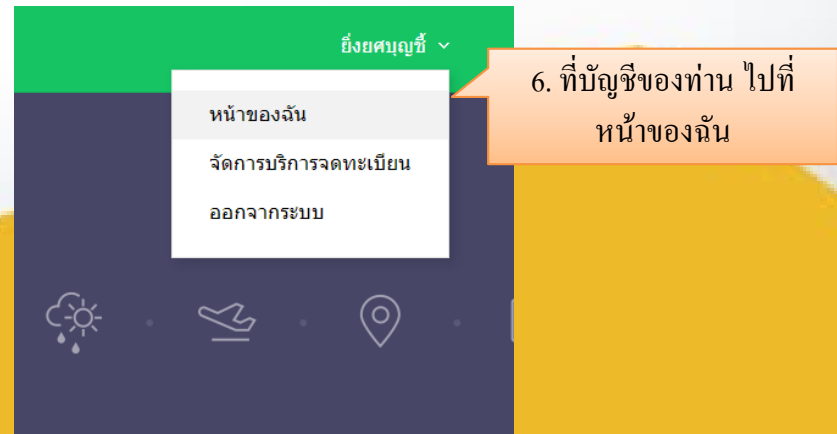 ยิ่งยศบุญชื้
6. ที่บัญชีของท่าน ไปที่
หน้าของฉัน
หน้าของฉัน
จัดการบริการจดทะเบียน
ออกจากระบบ